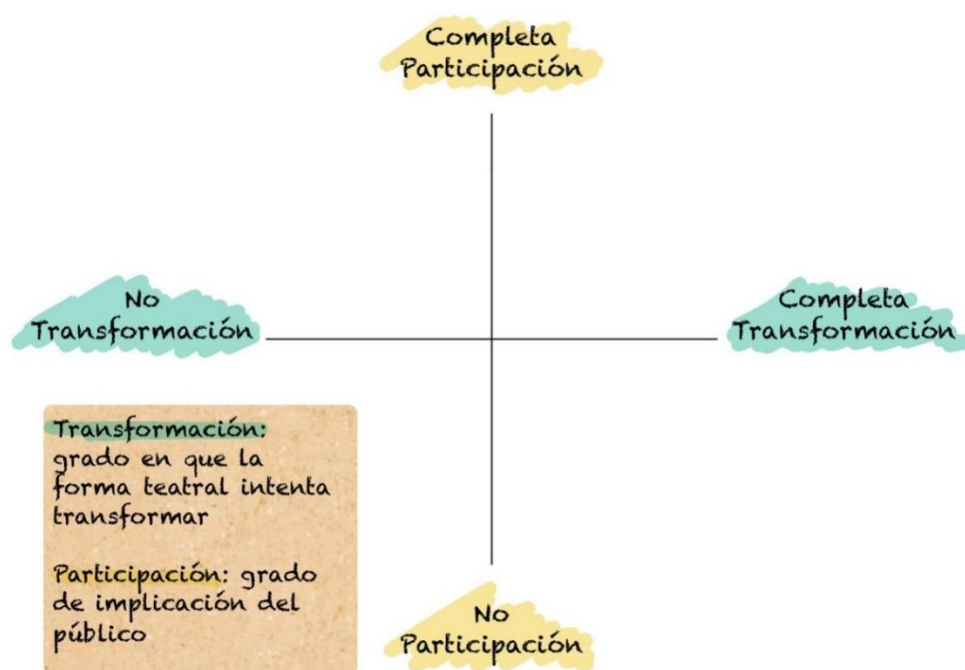 Completa
Participación
No
Transformación
Completa
Transformación
Transformación:
grado en que la
forma teatral intenta
transformar
Participación: grado
de implicación del
público
No
Participación